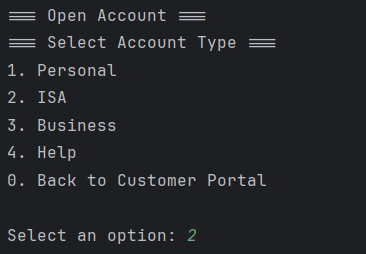 === Open Account ===
=== Select Account Type ===
1. Personal
2. ISA
3. Business
4. Help
0. Back to Customer Portal
Select an option: 2